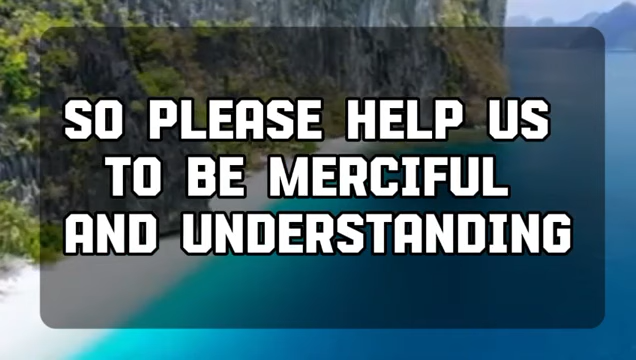 SO PLEASE HELP US
TO BE MERCIFUL
AND UNDERSTANDING